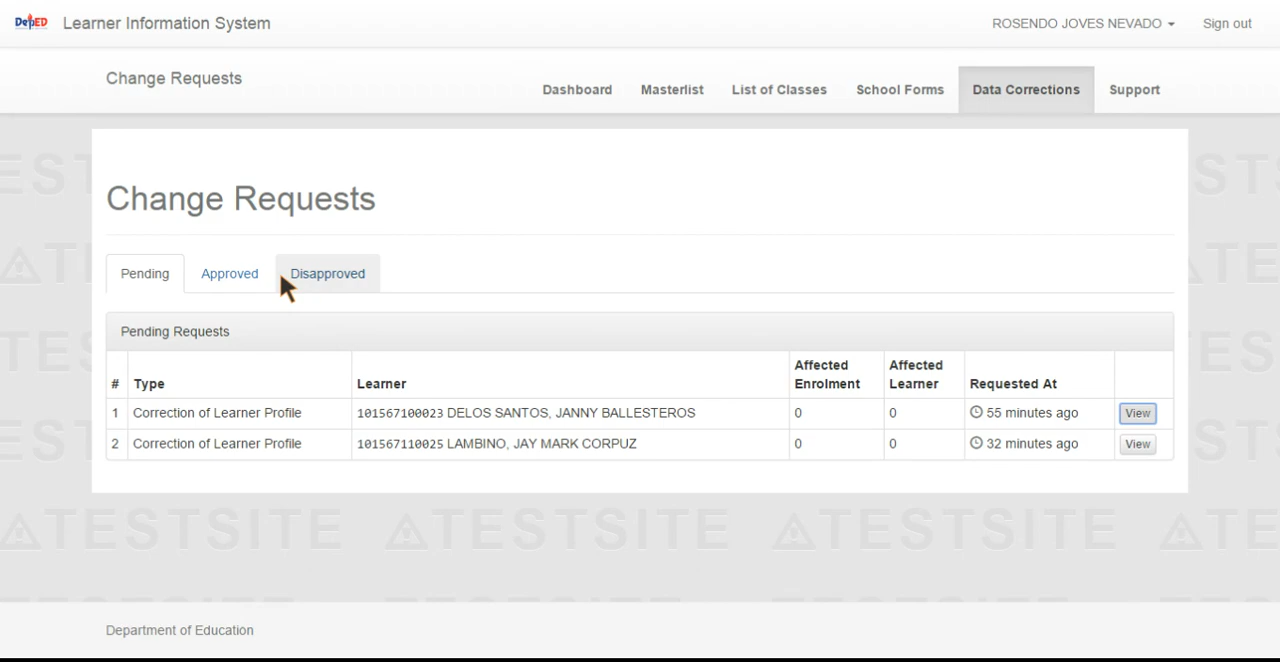 DepED Learner Information System ROSENDO JOVES NEVADO Sign out
Change Requests Dashboard Masterlist List of Classes School Forms Data Corrections Support
Change Requests
Pending Approved Disapproved
Pending Requests
# Type Learner Affected Enrolment Affected Learner Requested At
1 Correction of Learner Profile 101567100023 DELOS SANTOS, JANNY BALLESTEROS 0 0 55 minutes ago View
2 Correction of Learner Profile 101567110025 LAMBINO, JAY MARK CORPUZ 0 0 32 minutes ago View
TESTSITE TESTSITE TESTSITE
Department of Education